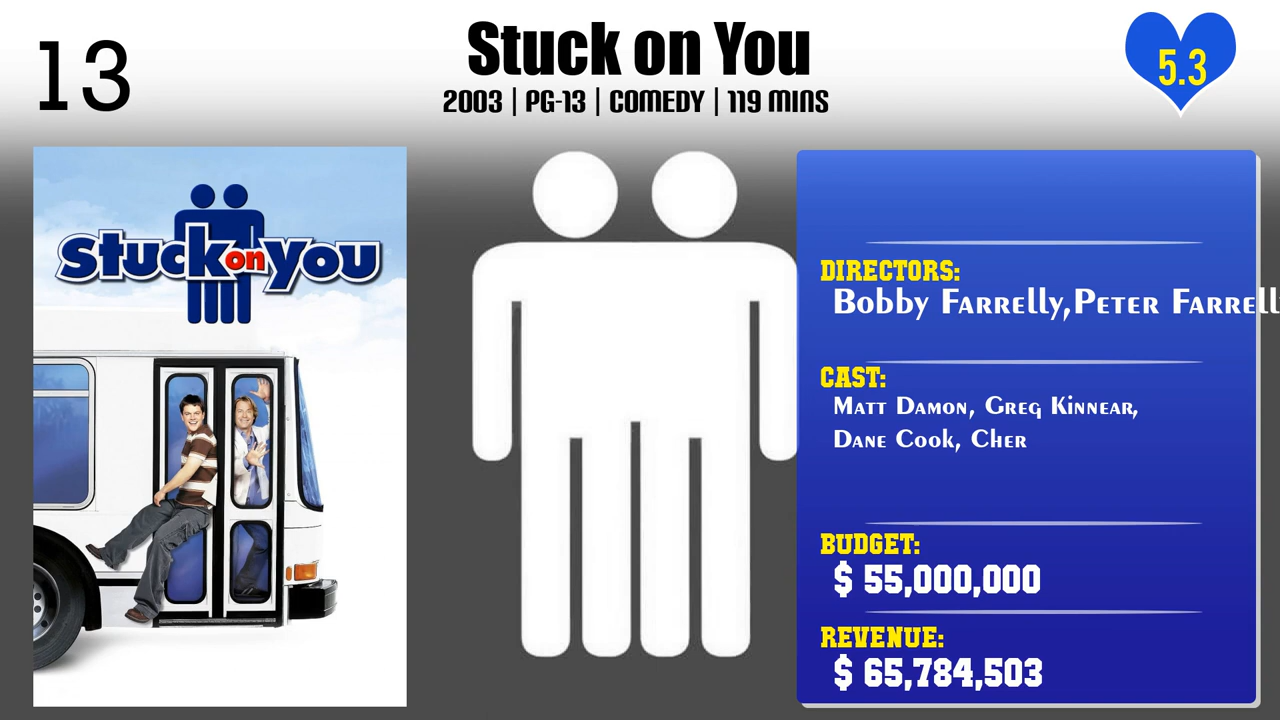 13
Stuck on You
2003 | PG-13 | COMEDY | 119 MINS
5.3
Stuck on you
DIRECTORS:
Bobby Farrelly,Peter Farrell
CAST:
Matt Damon, Greg Kinnear,
Dane Cook, Cher
BUDGET:
$ 55,000,000
REVENUE:
$ 65,784,503